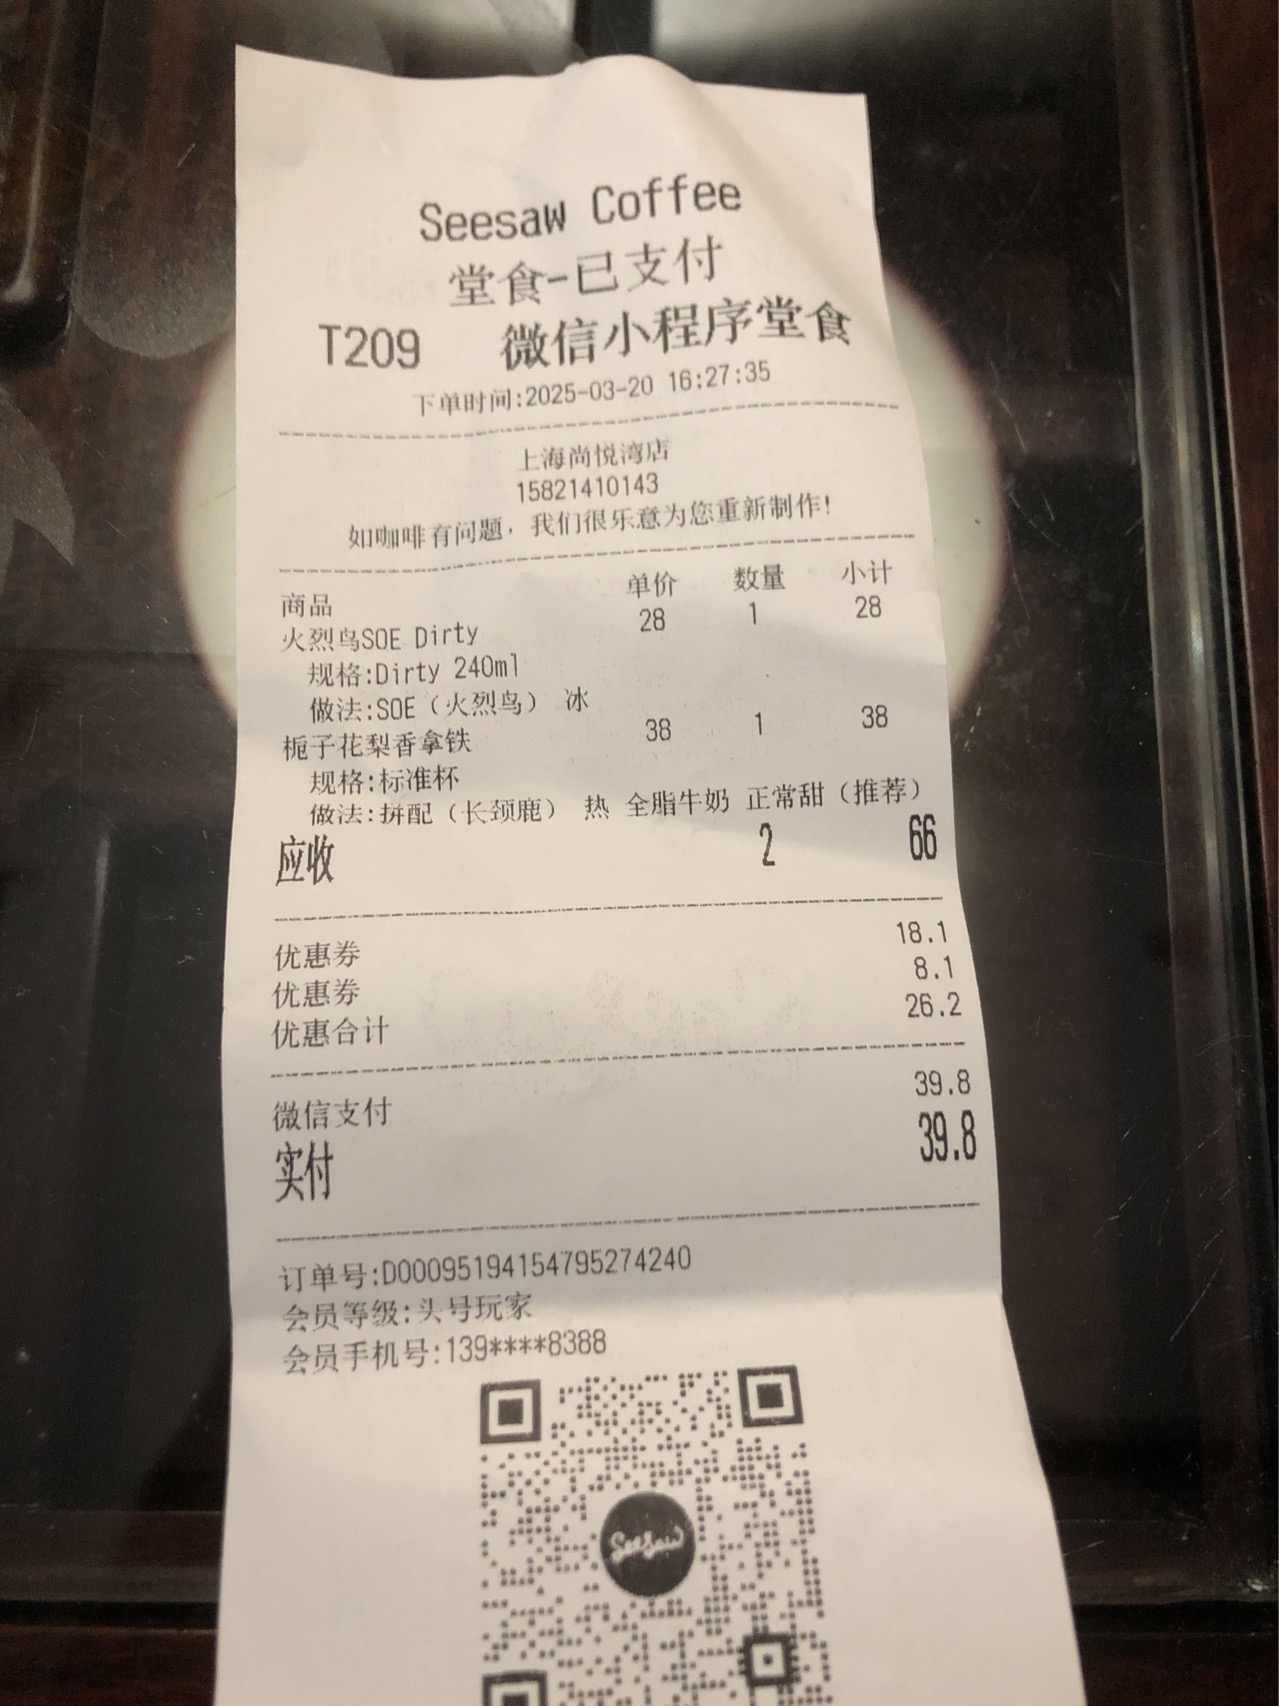 Seesaw Coffee
堂食-已支付
T209 微信小程序堂食
下单时间:2025-03-20 16:27:35
上海尚悦湾店
15821410143
如咖啡有问题，我们很乐意为您重新制作!
商品 单价 数量 小计
火烈鸟SOE Dirty 28 1 28
规格:Dirty 240ml
做法:SOE（火烈鸟） 冰
栀子花梨香拿铁 38 1 38
规格:标准杯
做法:拼配（长颈鹿） 热 全脂牛奶 正常甜（推荐）
应收 2 66
优惠券 18.1
优惠券 8.1
优惠合计 26.2
微信支付 39.8
实付 39.8
订单号:D000951941547952​74240
会员等级:头号玩家
会员手机号:139****8388
Seesaw